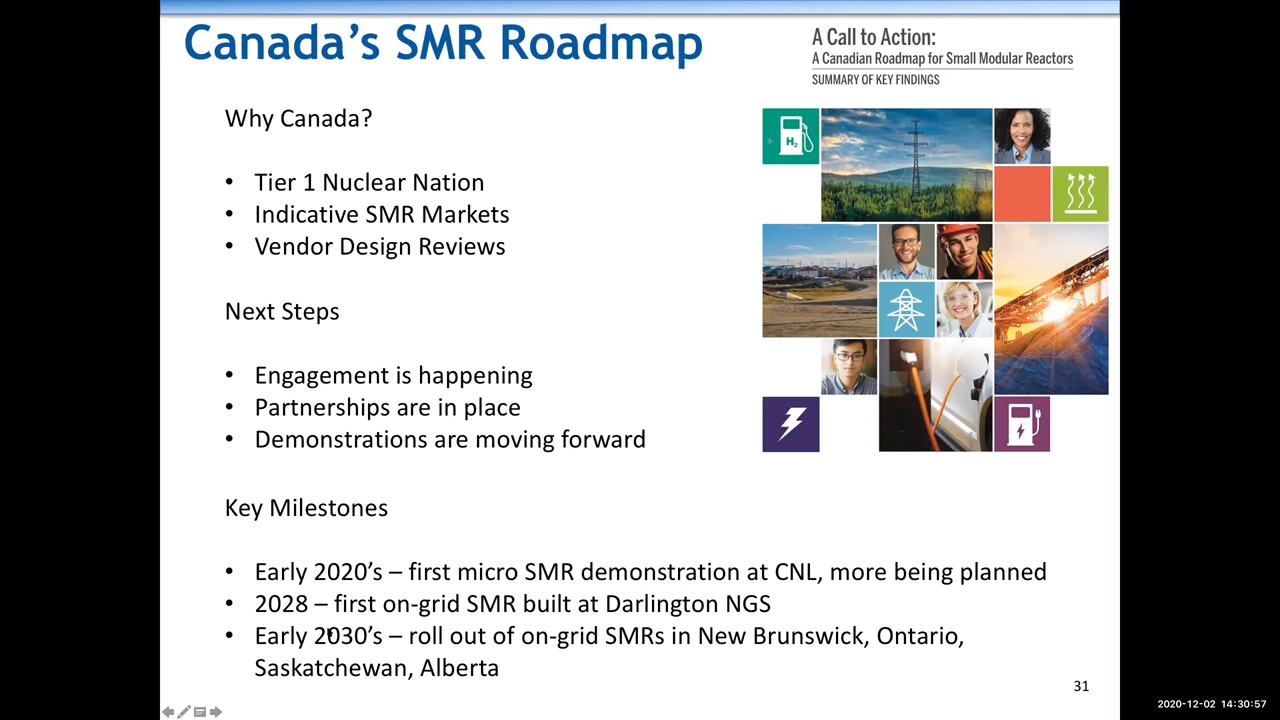 Canada’s SMR Roadmap
A Call to Action:
A Canadian Roadmap for Small Modular Reactors
SUMMARY OF KEY FINDINGS
Why Canada?
• Tier 1 Nuclear Nation
• Indicative SMR Markets
• Vendor Design Reviews
Next Steps
• Engagement is happening
• Partnerships are in place
• Demonstrations are moving forward
Key Milestones
• Early 2020’s – first micro SMR demonstration at CNL, more being planned
• 2028 – first on-grid SMR built at Darlington NGS
• Early 2030’s – roll out of on-grid SMRs in New Brunswick, Ontario,
Saskatchewan, Alberta
H2
31
2020-12-02 14:30:57